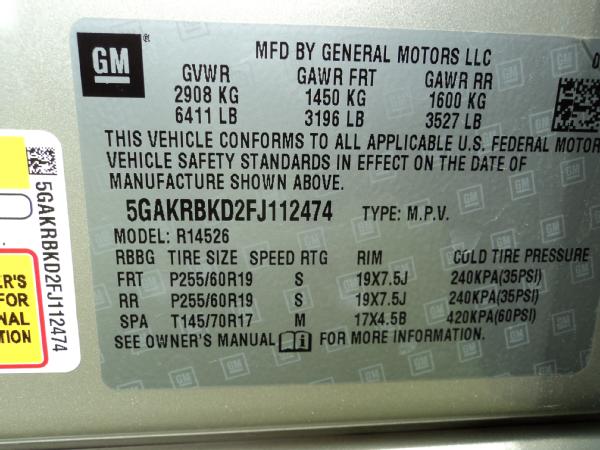 GM
MFD BY GENERAL MOTORS LLC
GVWR GAWR FRT GAWR RR
2908 KG 1450 KG 1600 KG
6411 LB 3196 LB 3527 LB
THIS VEHICLE CONFORMS TO ALL APPLICABLE U.S. FEDERAL MOTOR
VEHICLE SAFETY STANDARDS IN EFFECT ON THE DATE OF
MANUFACTURE SHOWN ABOVE.
5GAKRBKD2FJ112474 TYPE: M.P.V.
MODEL: R14526
RBBG TIRE SIZE SPEED RTG RIM COLD TIRE PRESSURE
FRT P255/60R19 S 19X7.5J 240KPA(35PSI)
RR P255/60R19 S 19X7.5J 240KPA(35PSI)
SPA T145/70R17 M 17X4.5B 420KPA(60PSI)
SEE OWNER'S MANUAL FOR MORE INFORMATION.
5GAKRBKD2FJ112474
ER'S
FOR
NAL
TION